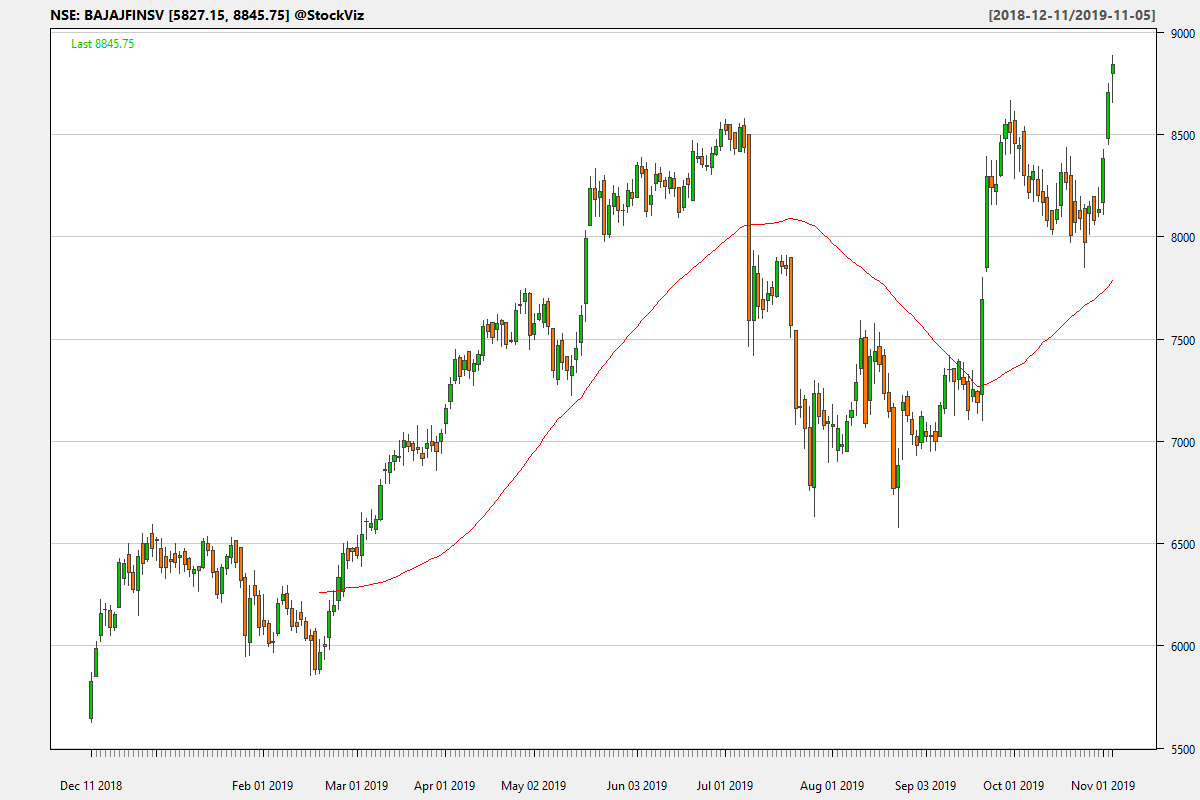 NSE: BAJAJFINSV [5827.15, 8845.75] @StockViz
[2018-12-11/2019-11-05]
Last 8845.75
9000
8500
8000
7500
7000
6500
6000
5500
Dec 11 2018
Feb 01 2019
Mar 01 2019
Apr 01 2019
May 02 2019
Jun 03 2019
Jul 01 2019
Aug 01 2019
Sep 03 2019
Oct 01 2019
Nov 01 2019